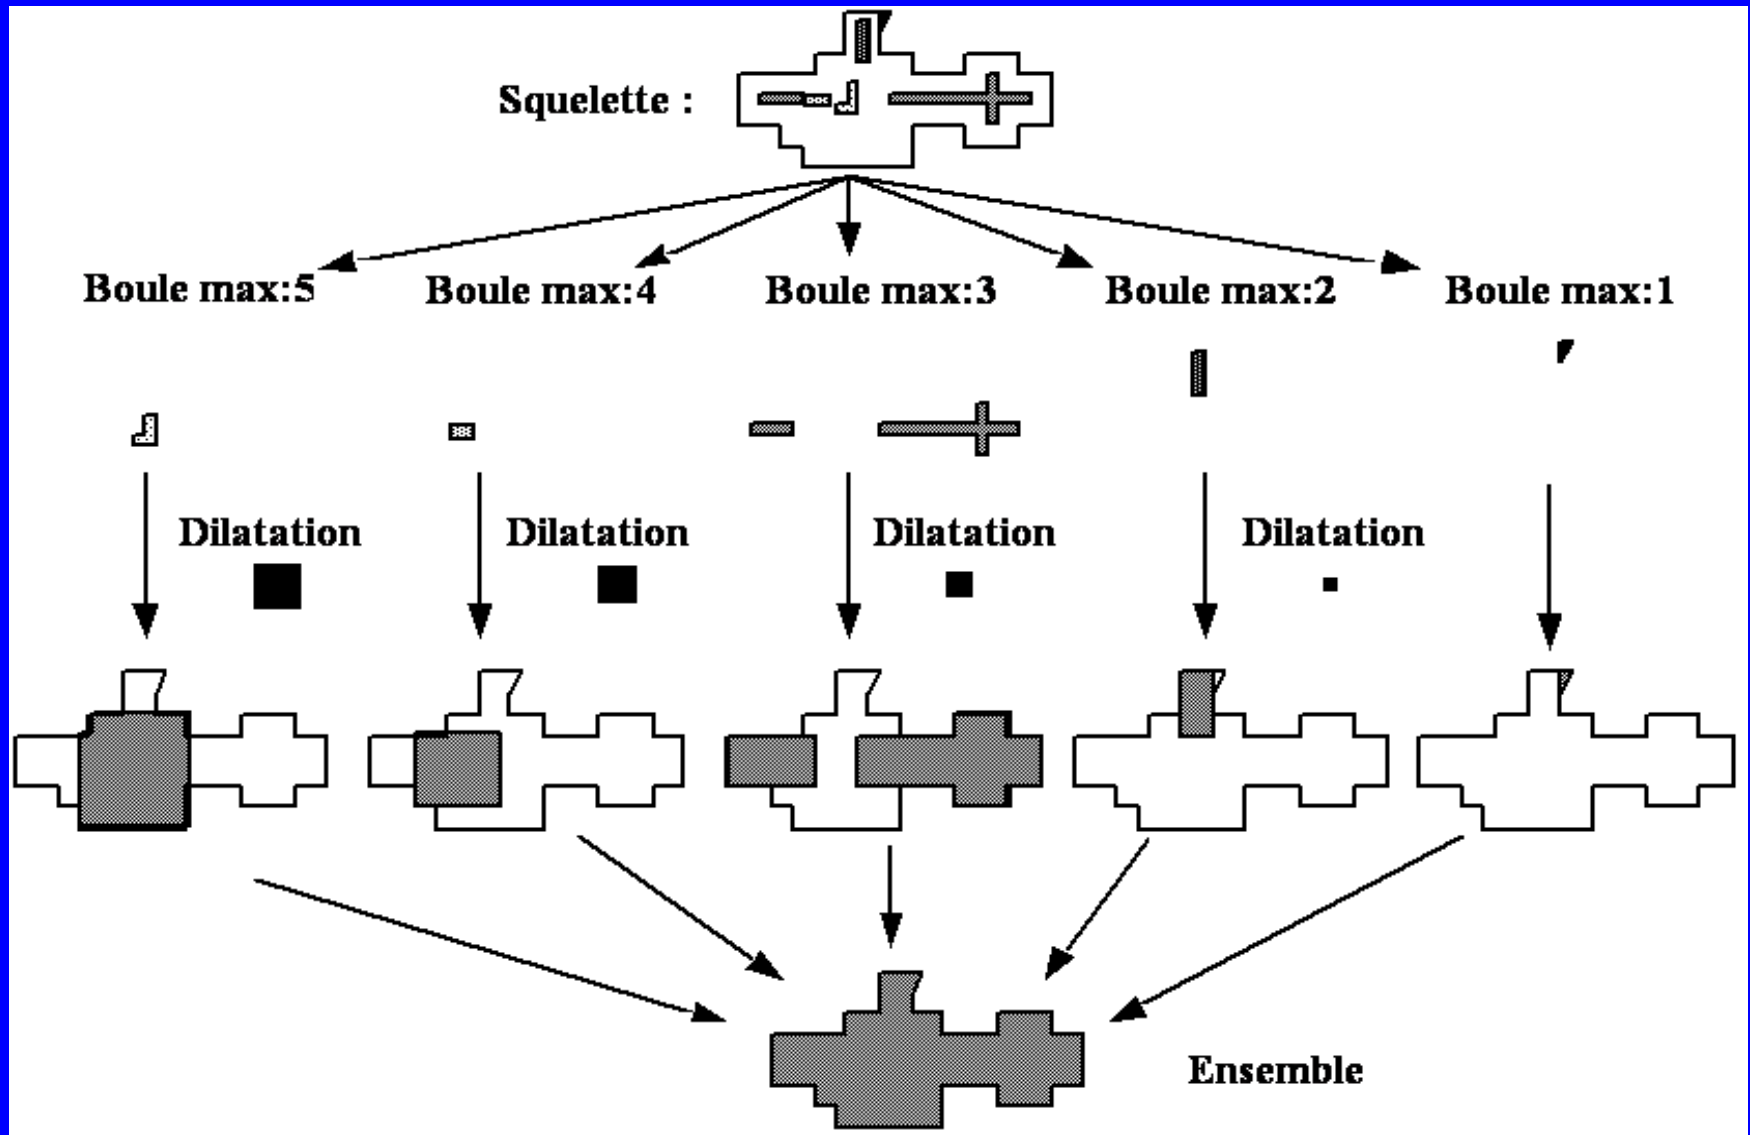 Squelette :
Boule max:5
Boule max:4
Boule max:3
Boule max:2
Boule max:1
Dilatation
Dilatation
Dilatation
Dilatation
Ensemble